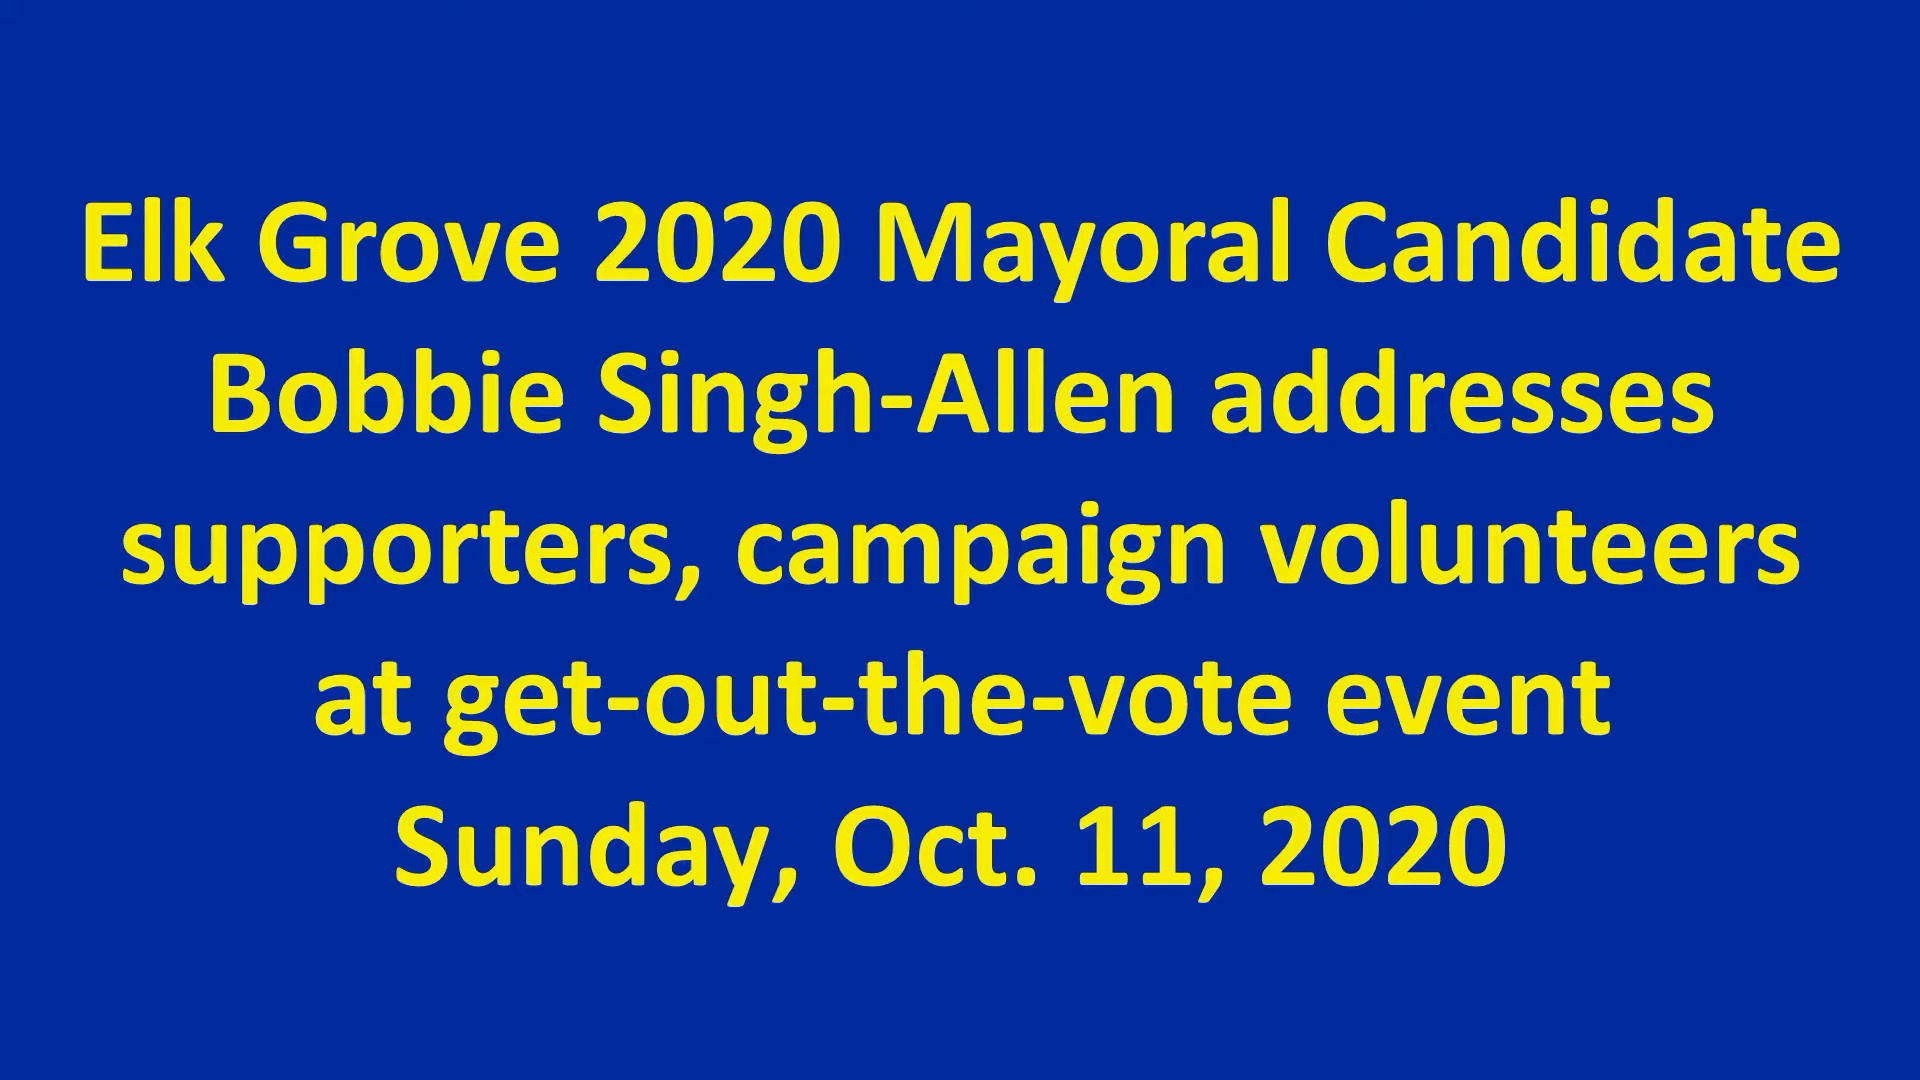 Elk Grove 2020 Mayoral Candidate
Bobbie Singh-Allen addresses
supporters, campaign volunteers
at get-out-the-vote event
Sunday, Oct. 11, 2020